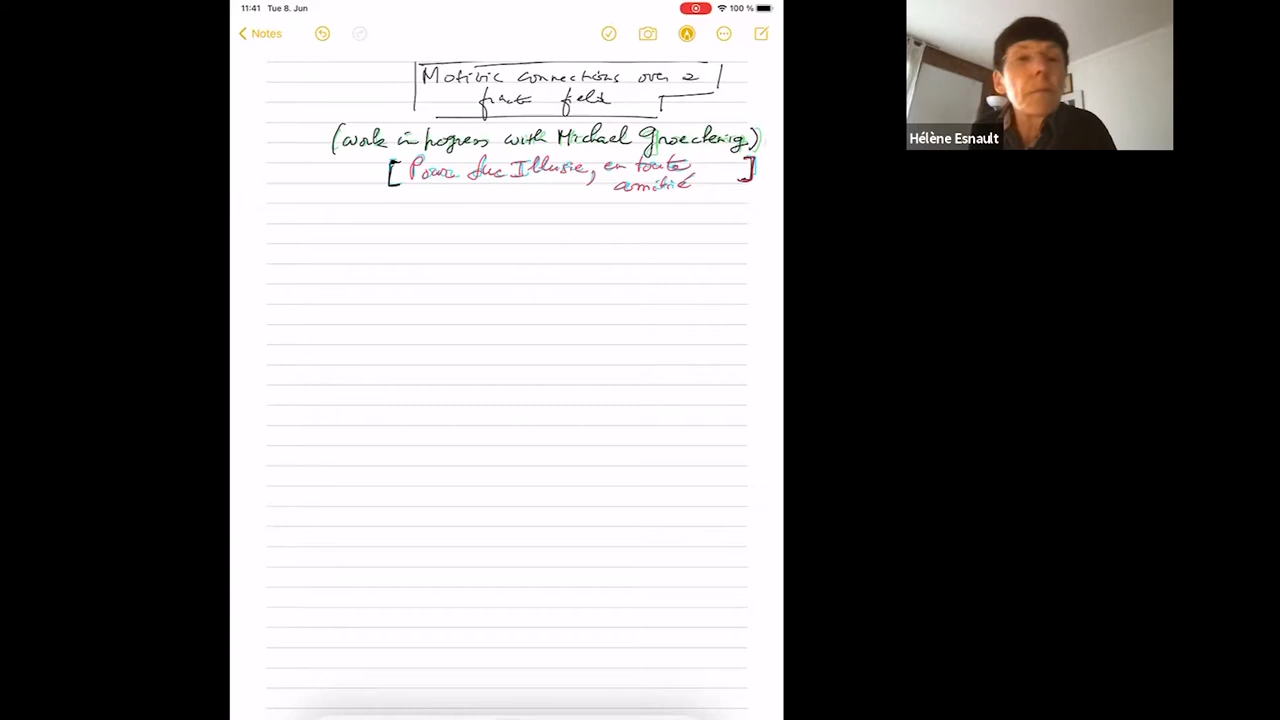 11:41 Tue 8. Jun
100 %
Notes
Motivic connections over a
finite field
(work in progress with Michael Groechenig)
[Pour Luc Illusie, en toute
amitié]
Hélène Esnault